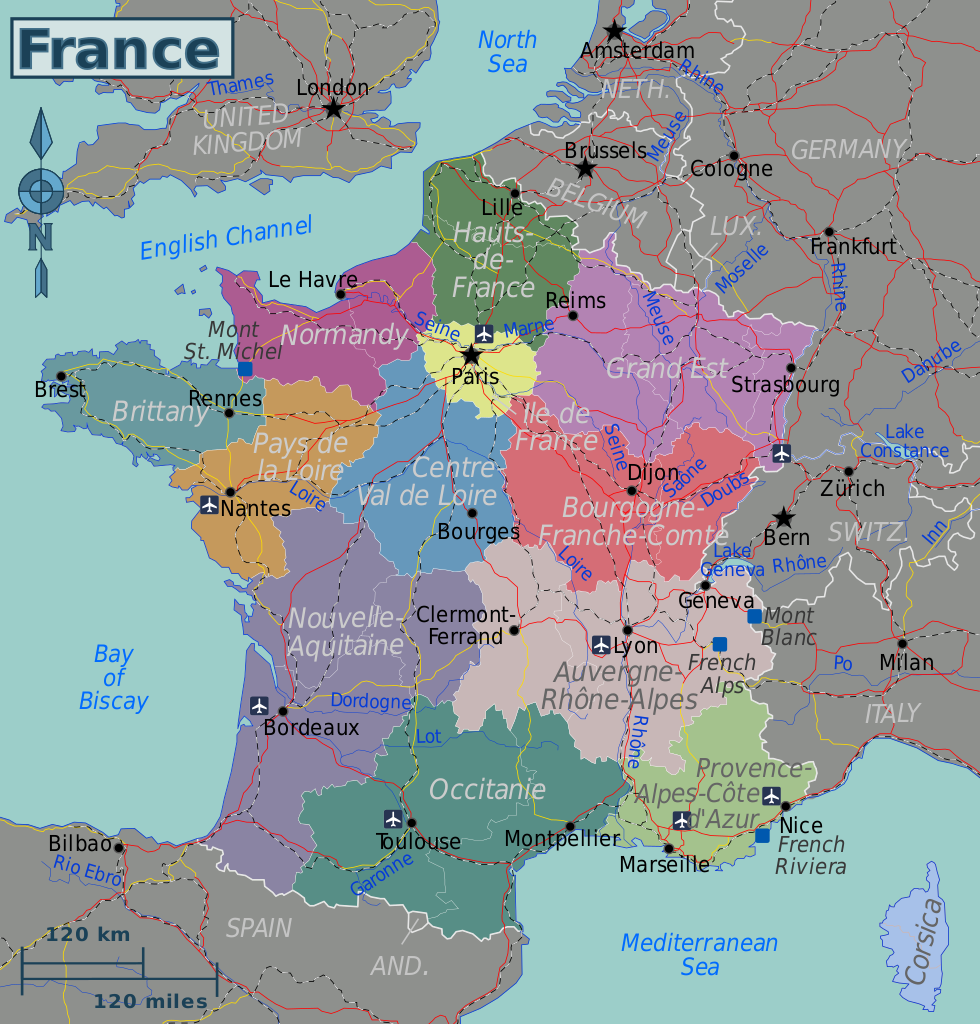 France
North
Sea
Amsterdam
Rhine
Thames
London
NETH.
UNITED
KINGDOM
Meuse
Brussels
Cologne
GERMANY
BELGIUM
Lille
LUX.
N
English Channel
Hauts-
de-
France
Frankfurt
Moselle
Rhine
Le Havre
Reims
Meuse
Mont
St. Michel
Normandy
Seine
Marne
Grand Est
Danube
Brest
Paris
Strasbourg
Rennes
Brittany
Île de
France
Pays de
la Loire
Seine
Lake
Constance
Centre-
Val de Loire
Dijon
Saône
Doubs
Zürich
Loire
Nantes
Bourgogne-
Franche-Comté
Bourges
Bern
SWITZ.
Inn
Lake
Geneva
Rhône
Loire
Geneva
Nouvelle-
Aquitaine
Clermont-
Ferrand
Mont
Blanc
Lyon
French
Alps
Bay
of
Biscay
Po
Milan
Auvergne-
Rhône-Alpes
Dordogne
Bordeaux
ITALY
Lot
Rhône
Provence-
Alpes-Côte
d'Azur
Occitanie
Toulouse
Montpellier
Nice
French
Riviera
Bilbao
Rio Ebro
Garonne
Marseille
Corsica
SPAIN
AND.
Mediterranean
Sea
120 km
120 miles